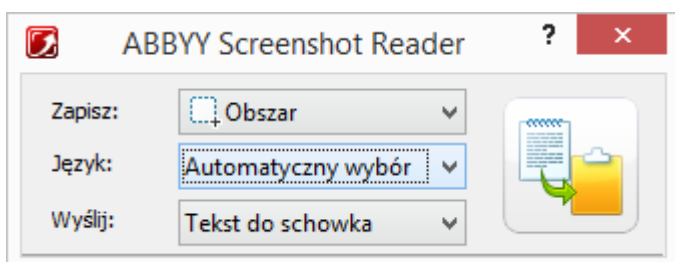 ABBYY Screenshot Reader ? ×
Zapisz: Obszar
Język: Automatyczny wybór
Wyślij: Tekst do schowka